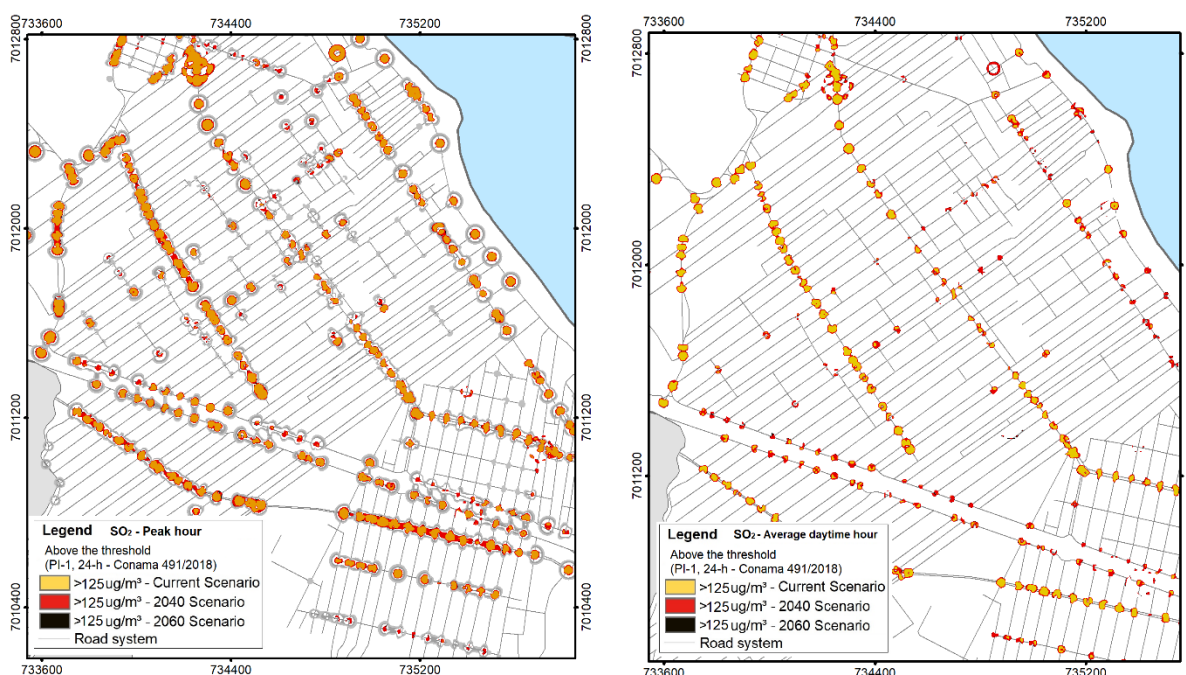 733600 734400 735200
7012800
7012000
7011200
7010400
7012800
7012000
7011200
7010400
Legend SO₂ - Peak hour
Above the threshold
(PI-1, 24-h - Conama 491/2018)
>125ug/m³ - Current Scenario
>125ug/m³ - 2040 Scenario
>125ug/m³ - 2060 Scenario
Road system
733600 734400 735200
733600 734400 735200
7012800
7012000
7011200
7010400
7012800
7012000
7011200
7010400
Legend SO₂ - Average daytime hour
Above the threshold
(PI-1, 24-h - Conama 491/2018)
>125ug/m³ - Current Scenario
>125ug/m³ - 2040 Scenario
>125ug/m³ - 2060 Scenario
Road system
733600 734400 735200